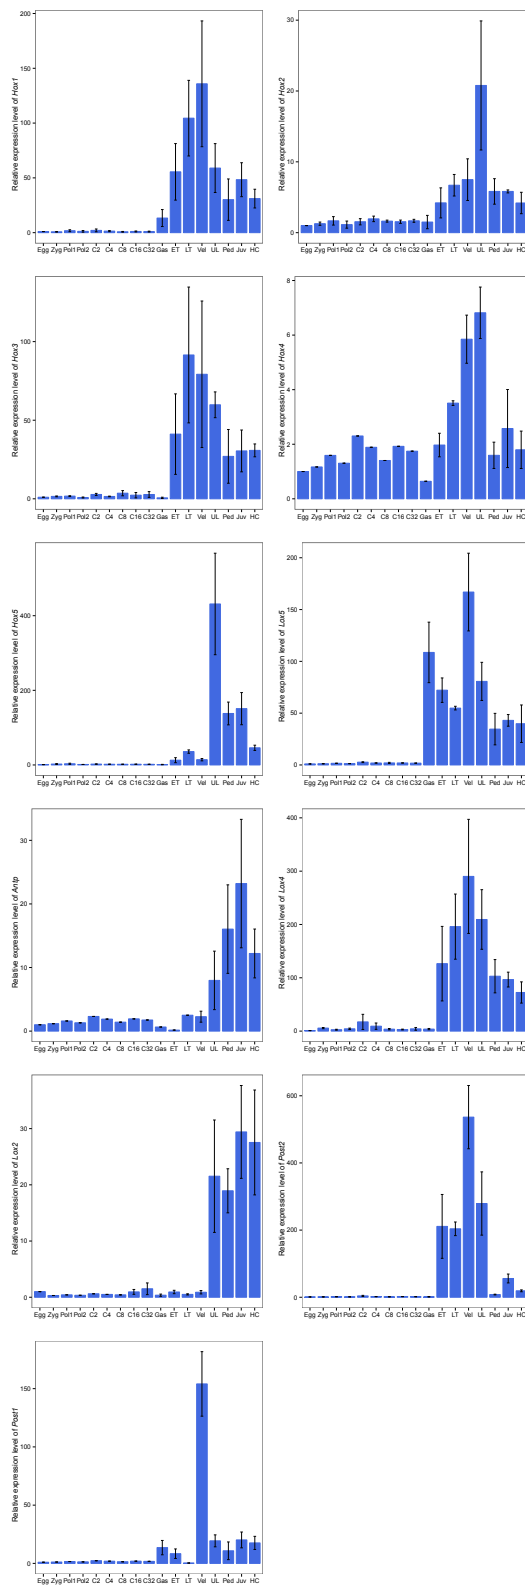 Relative expression level of Hox1
200
150
100
50
0
Egg Zyg Pol1 Pol2 C2 C4 C8 C16 C32 Gas ET LT Vel UL Ped Juv HC
Relative expression level of Hox2
30
20
10
0
Egg Zyg Pol1 Pol2 C2 C4 C8 C16 C32 Gas ET LT Vel UL Ped Juv HC
Relative expression level of Hox3
100
50
0
Egg Zyg Pol1 Pol2 C2 C4 C8 C16 C32 Gas ET LT Vel UL Ped Juv HC
Relative expression level of Hox4
8
6
4
2
0
Egg Zyg Pol1 Pol2 C2 C4 C8 C16 C32 Gas ET LT Vel UL Ped Juv HC
Relative expression level of Hox5
400
200
0
Egg Zyg Pol1 Pol2 C2 C4 C8 C16 C32 Gas ET LT Vel UL Ped Juv HC
Relative expression level of Lox5
200
150
100
50
0
Egg Zyg Pol1 Pol2 C2 C4 C8 C16 C32 Gas ET LT Vel UL Ped Juv HC
Relative expression level of Antp
30
20
10
0
Egg Zyg Pol1 Pol2 C2 C4 C8 C16 C32 Gas ET LT Vel UL Ped Juv HC
Relative expression level of Lox4
400
300
200
100
0
Egg Zyg Pol1 Pol2 C2 C4 C8 C16 C32 Gas ET LT Vel UL Ped Juv HC
Relative expression level of Lox2
30
20
10
0
Egg Zyg Pol1 Pol2 C2 C4 C8 C16 C32 Gas ET LT Vel UL Ped Juv HC
Relative expression level of Post2
600
400
200
0
Egg Zyg Pol1 Pol2 C2 C4 C8 C16 C32 Gas ET LT Vel UL Ped Juv HC
Relative expression level of Post1
150
100
50
0
Egg Zyg Pol1 Pol2 C2 C4 C8 C16 C32 Gas ET LT Vel UL Ped Juv HC